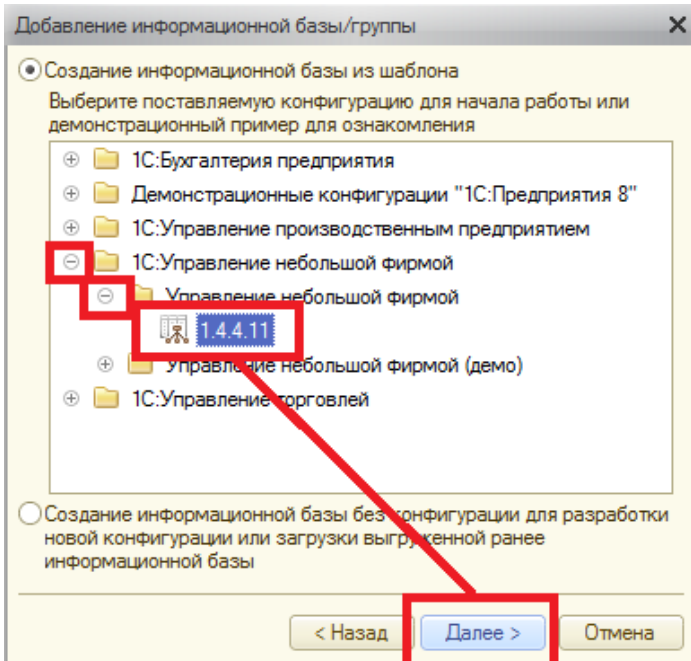 Добавление информационной базы/группы
Создание информационной базы из шаблона
Выберите поставляемую конфигурацию для начала работы или
демонстрационный пример для ознакомления
1С:Бухгалтерия предприятия
Демонстрационные конфигурации "1С:Предприятия 8"
1С:Управление производственным предприятием
1С:Управление небольшой фирмой
Управление небольшой фирмой
1.4.4.11
Управление небольшой фирмой (демо)
1С:Управление торговлей
Создание информационной базы без конфигурации для разработки
новой конфигурации или загрузки выгруженной ранее
информационной базы
< Назад Далее > Отмена